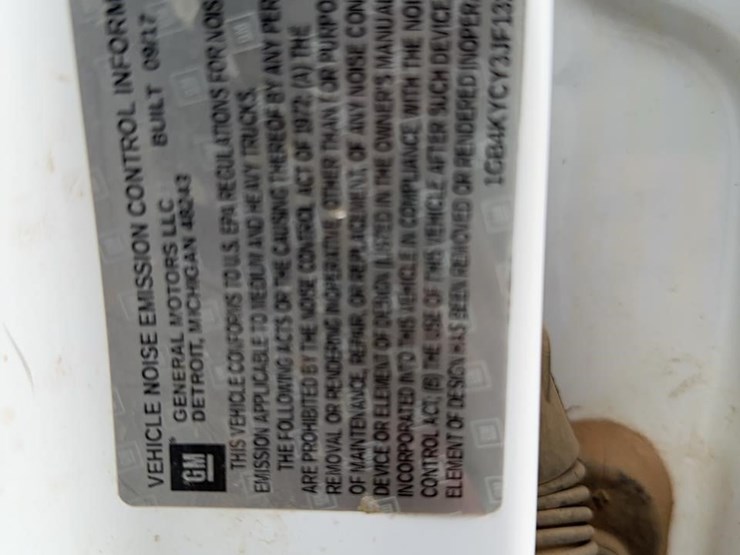 VEHICLE NOISE EMISSION CONTROL INFORM
GM
GENERAL MOTORS LLC BUILT 09/17
DETROIT, MICHIGAN 48243
THIS VEHICLE CONFORMS TO U.S. EPA REGULATIONS FOR NOIS
EMISSION APPLICABLE TO MEDIUM AND HEAVY TRUCKS.
THE FOLLOWING ACTS OR THE CAUSING THEREOF BY ANY PER
ARE PROHIBITED BY THE NOISE CONTROL ACT OF 1972: (A) THE
REMOVAL OR RENDERING INOPERATIVE, OTHER THAN FOR PURPO
OF MAINTENANCE, REPAIR, OR REPLACEMENT, OF ANY NOISE CON
DEVICE OR ELEMENT OF DESIGN (LISTED IN THE OWNER'S MANUAL
INCORPORATED INTO THIS VEHICLE IN COMPLIANCE WITH THE NOI
CONTROL ACT; (B) THE USE OF THIS VEHICLE AFTER SUCH DEVICE
ELEMENT OF DESIGN HAS BEEN REMOVED OR RENDERED INOPER
1GB4KYCY3JF13